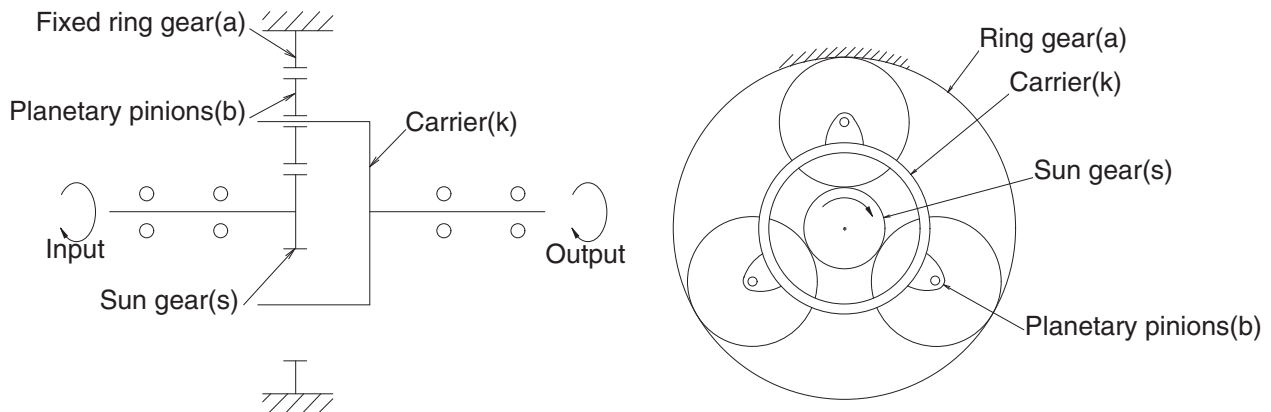 Fixed ring gear(a)
Planetary pinions(b)
Carrier(k)
Input
Output
Sun gear(s)
Ring gear(a)
Carrier(k)
Sun gear(s)
Planetary pinions(b)